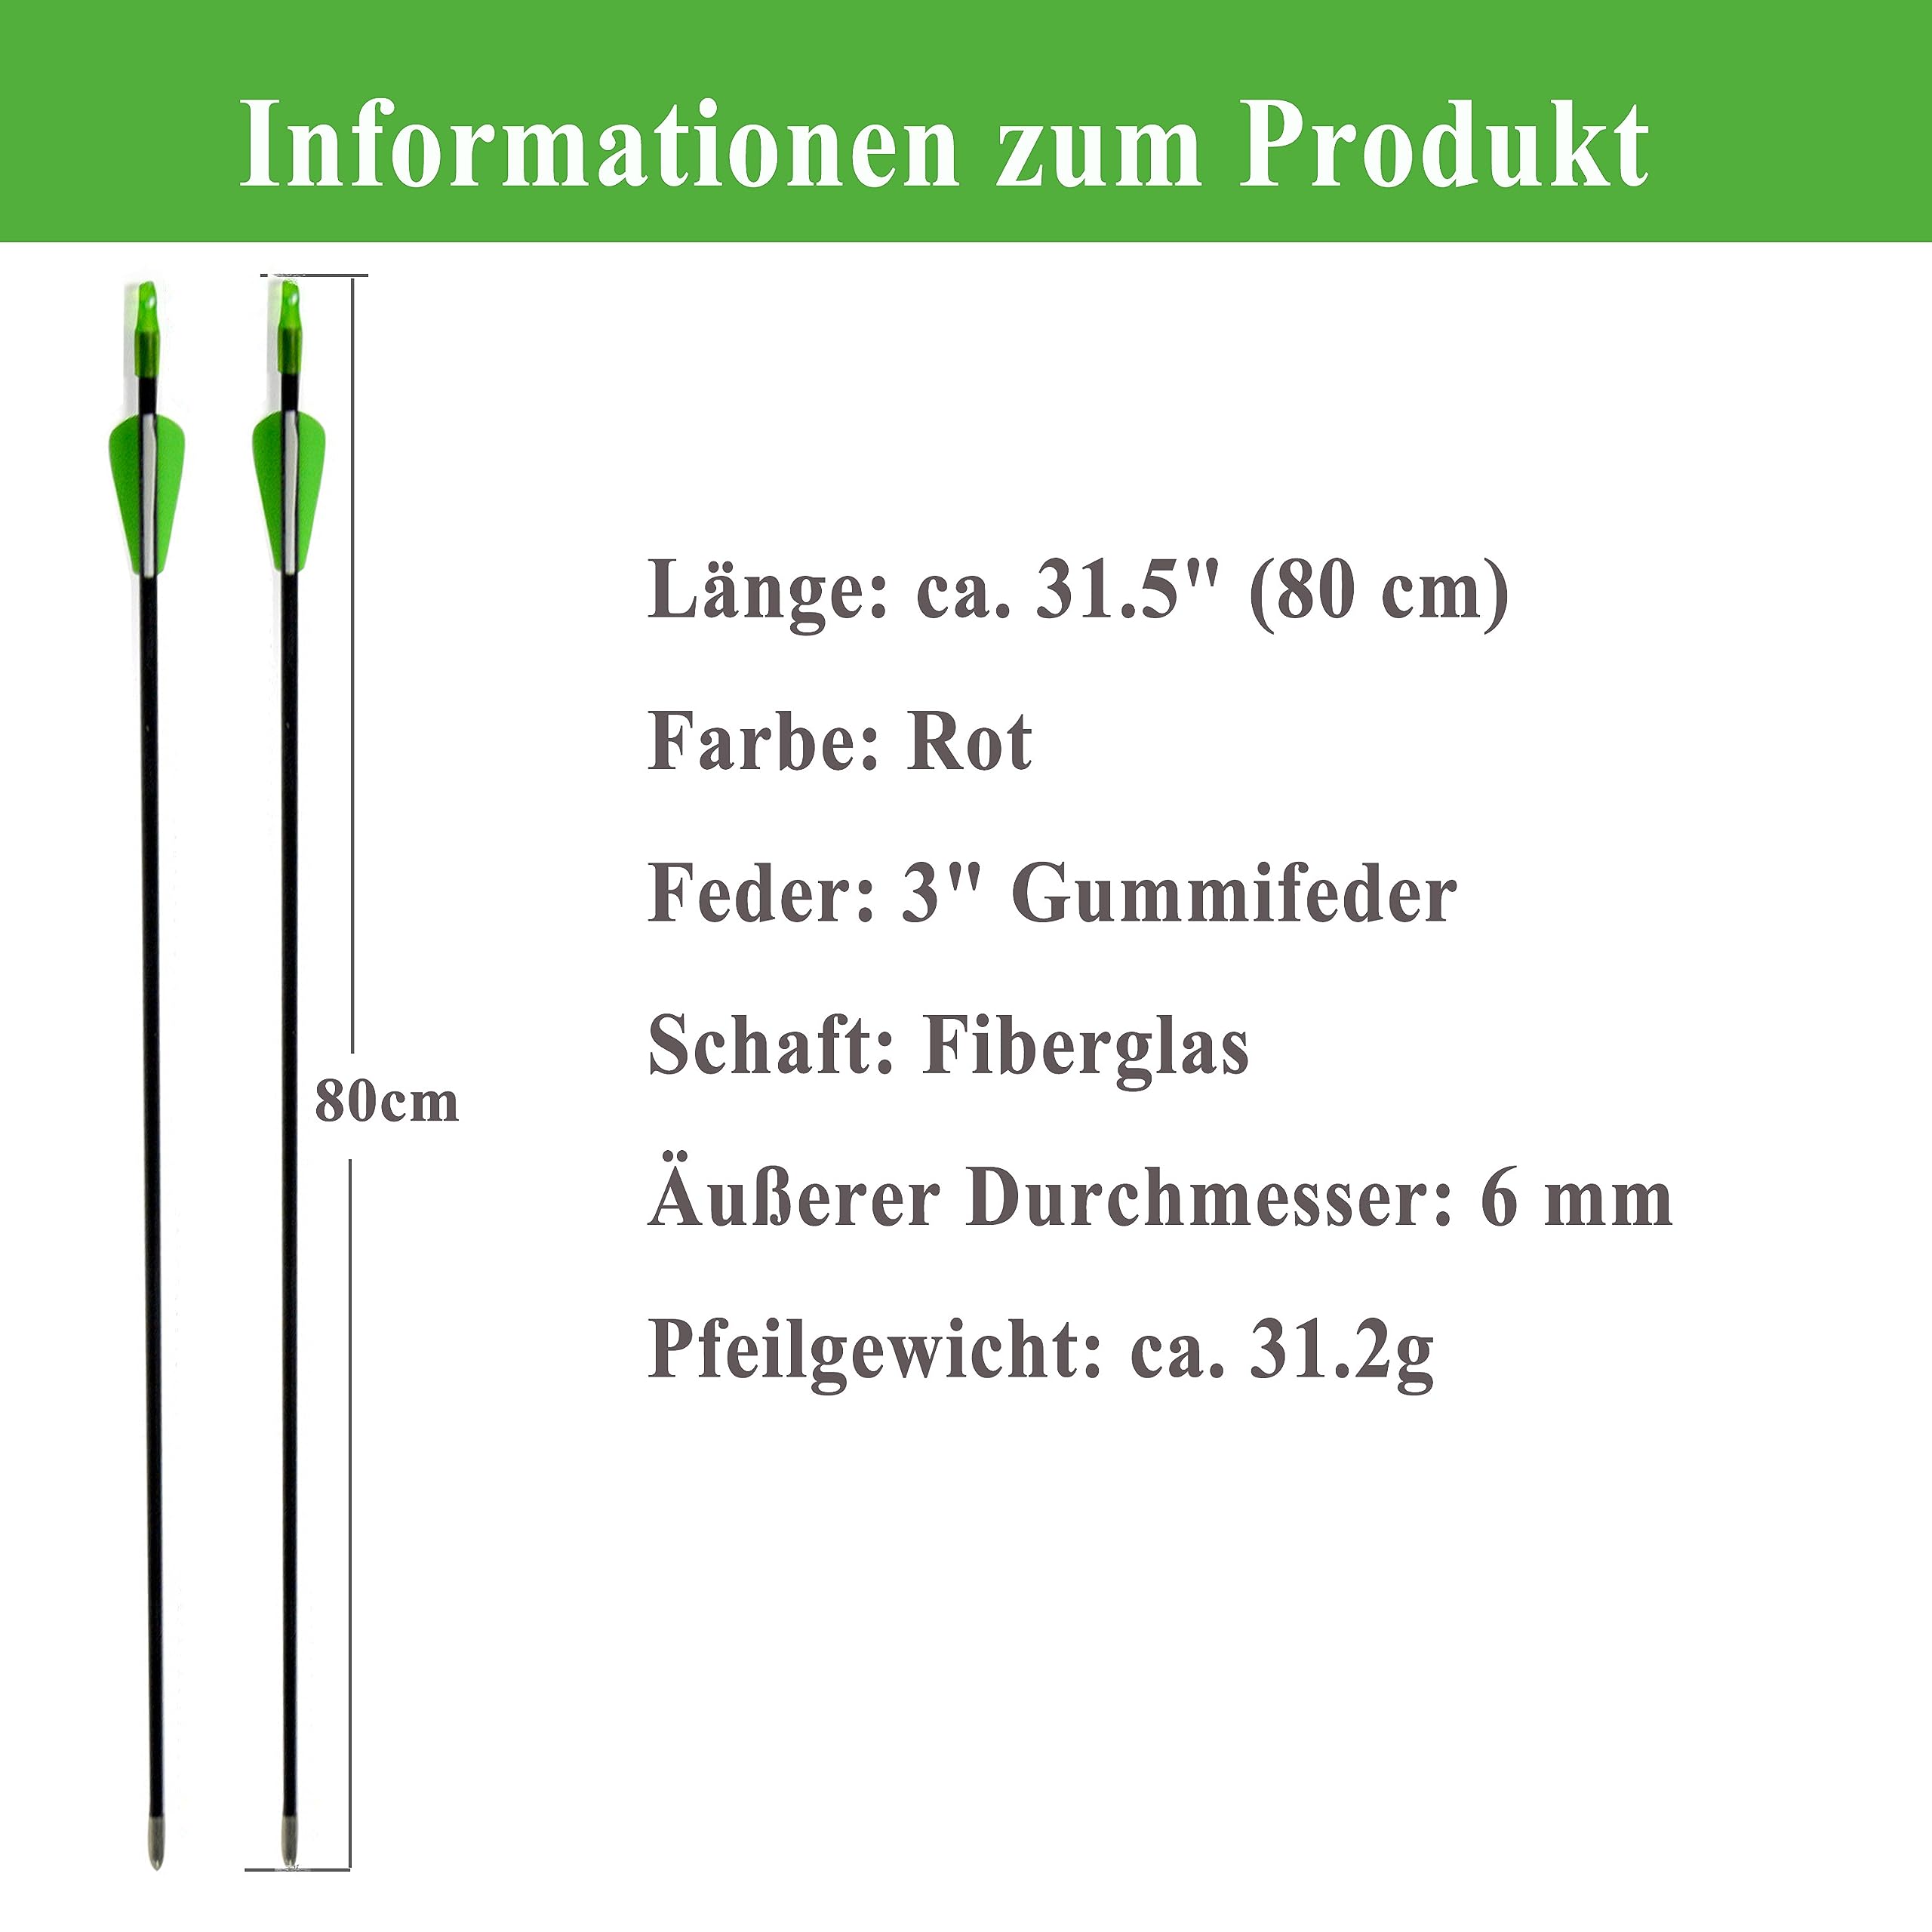 Informationen zum Produkt
Länge: ca. 31.5" (80 cm)
Farbe: Rot
Feder: 3" Gummifeder
Schaft: Fiberglas
80cm
Äußerer Durchmesser: 6 mm
Pfeilgewicht: ca. 31.2g